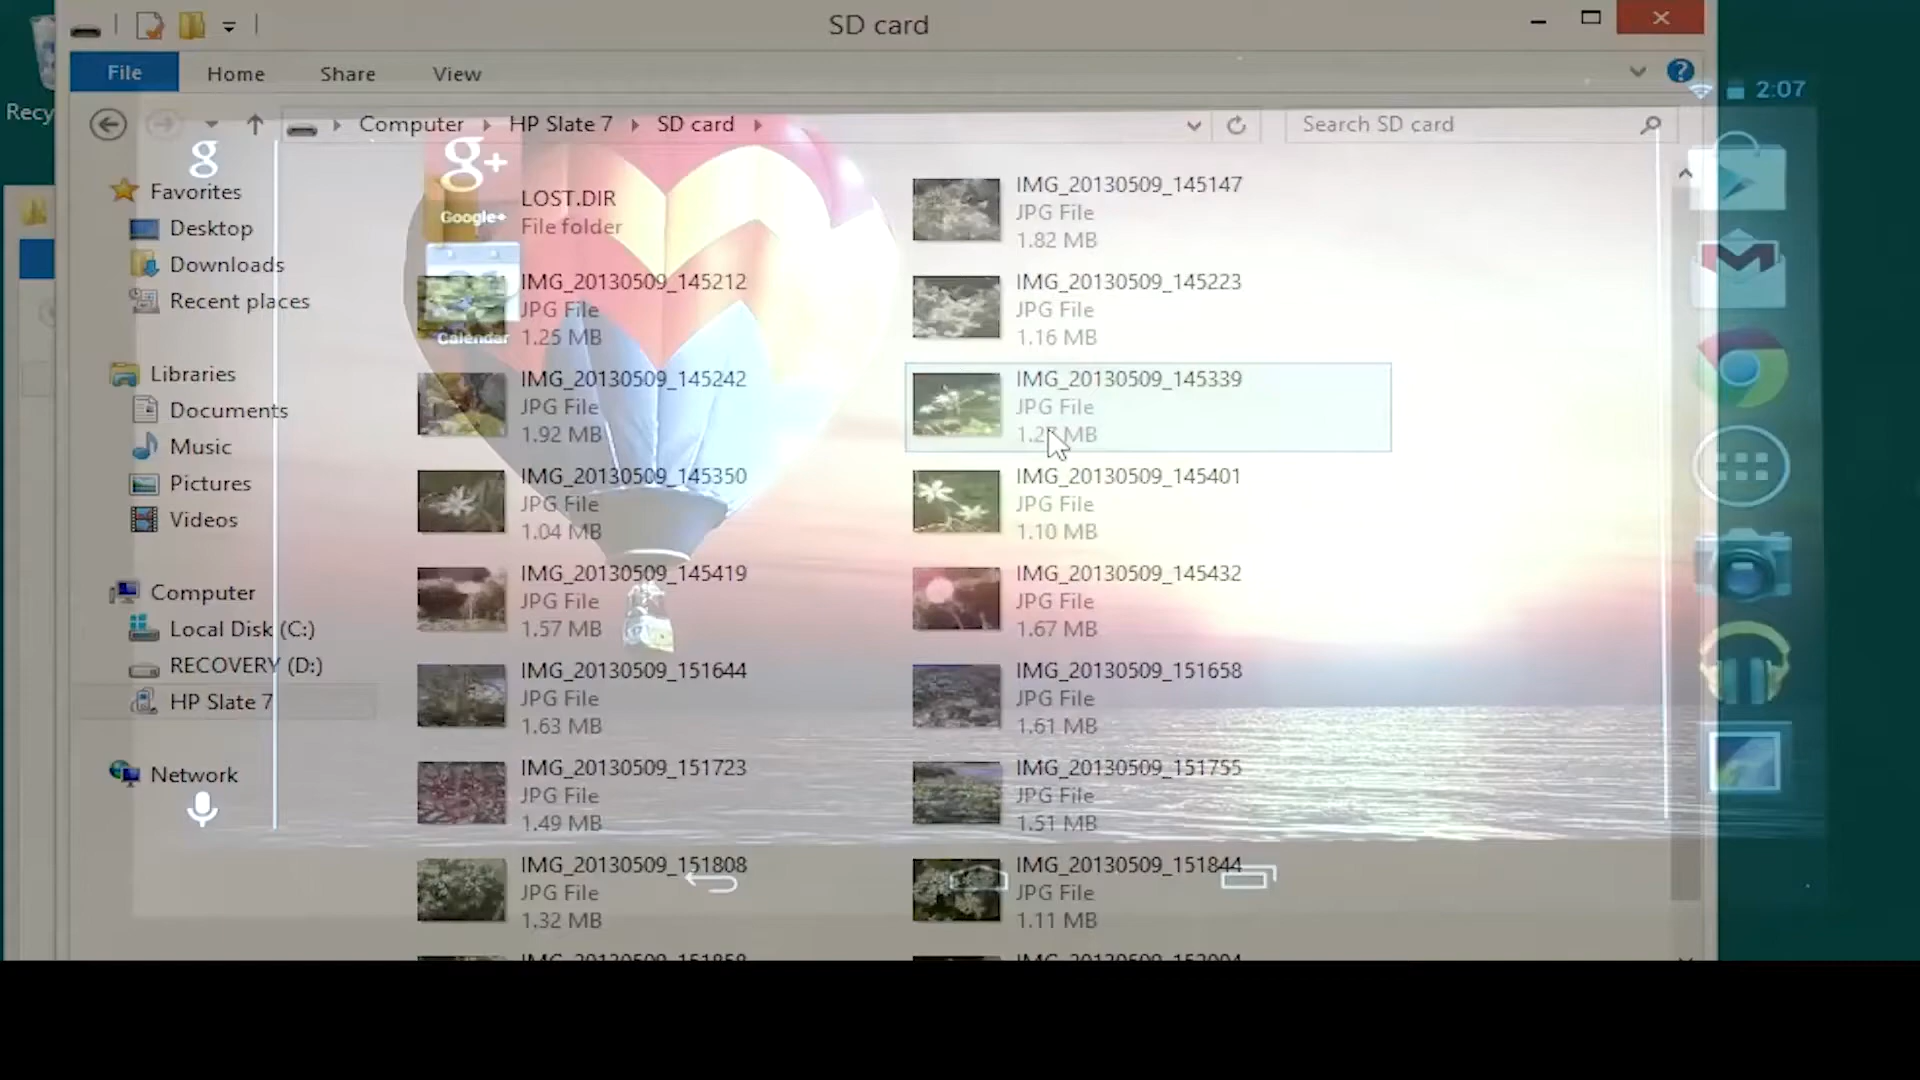 SD card
File Home Share View
2:07
Recy
Computer HP Slate 7 SD card
Search SD card
g
g+
Google+
Calendar
Favorites
Desktop
Downloads
Recent places
Libraries
Documents
Music
Pictures
Videos
Computer
Local Disk (C:)
RECOVERY (D:)
HP Slate 7
Network
LOST.DIR
File folder
IMG_20130509_145147
JPG File
1.82 MB
IMG_20130509_145212
JPG File
1.25 MB
IMG_20130509_145223
JPG File
1.16 MB
IMG_20130509_145242
JPG File
1.92 MB
IMG_20130509_145339
JPG File
MB
IMG_20130509_145350
JPG File
1.04 MB
IMG_20130509_145401
JPG File
1.10 MB
IMG_20130509_145419
JPG File
1.57 MB
IMG_20130509_145432
JPG File
1.67 MB
IMG_20130509_151644
JPG File
1.63 MB
IMG_20130509_151658
JPG File
1.61 MB
IMG_20130509_151723
JPG File
1.49 MB
IMG_20130509_151755
JPG File
1.51 MB
IMG_20130509_151808
JPG File
1.32 MB
IMG_20130509_151844
JPG File
1.11 MB